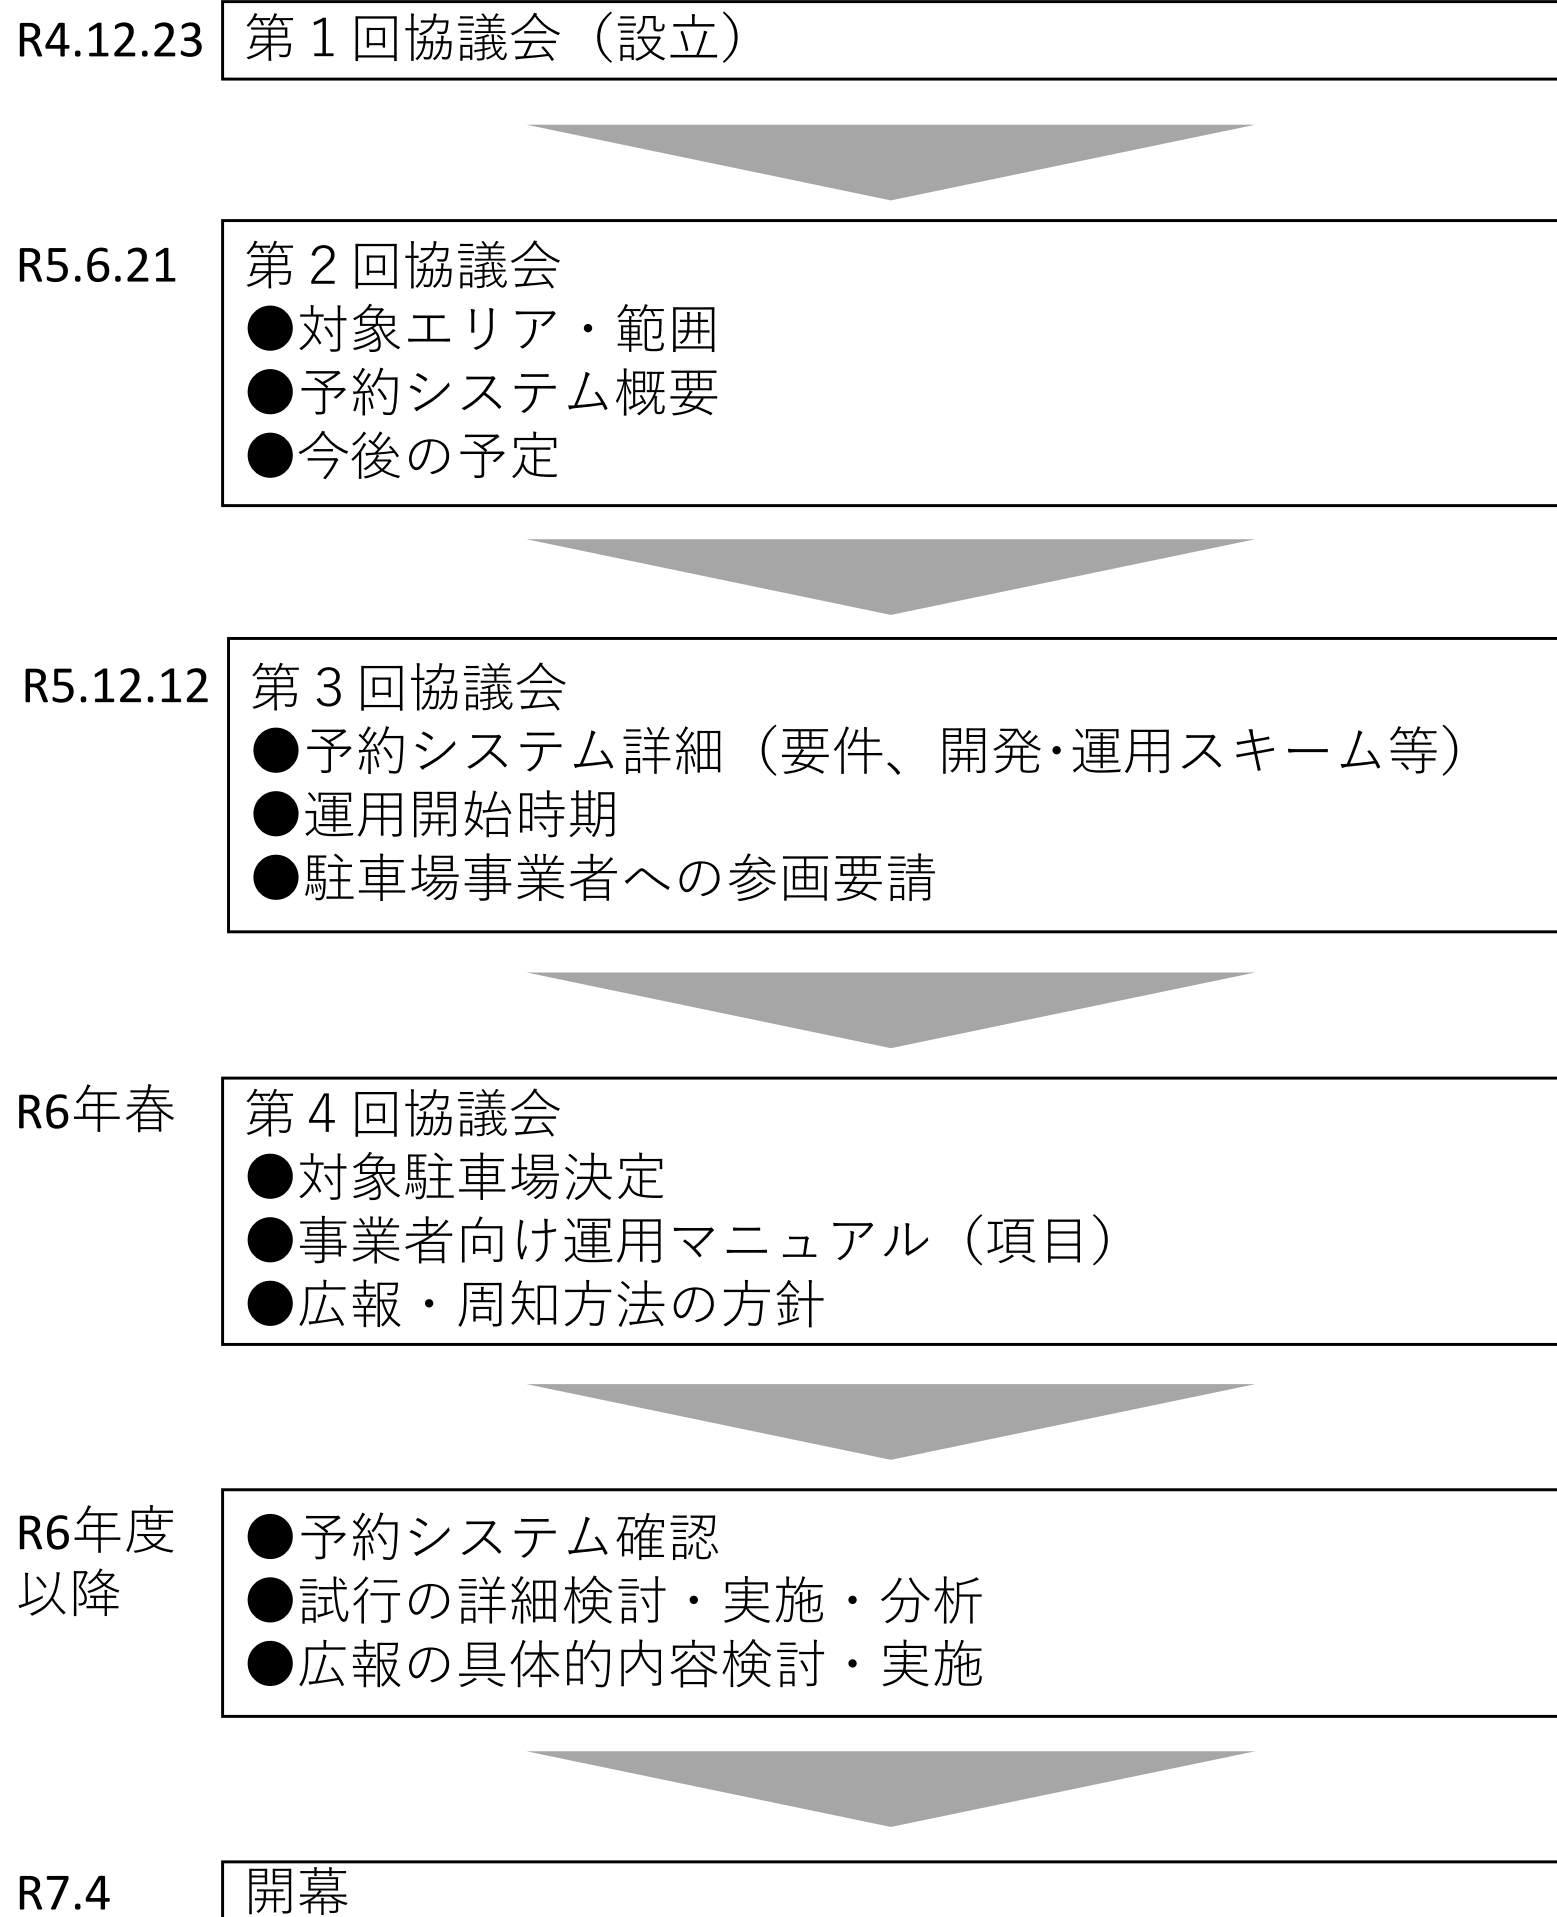 R4.12.23 第１回協議会（設立）
R5.6.21 第２回協議会
●対象エリア・範囲
●予約システム概要
●今後の予定
R5.12.12 第３回協議会
●予約システム詳細（要件、開発･運用スキーム等）
●運用開始時期
●駐車場事業者への参画要請
R6年春 第４回協議会
●対象駐車場決定
●事業者向け運用マニュアル（項目）
●広報・周知方法の方針
R6年度
以降
●予約システム確認
●試行の詳細検討・実施・分析
●広報の具体的内容検討・実施
R7.4 開幕